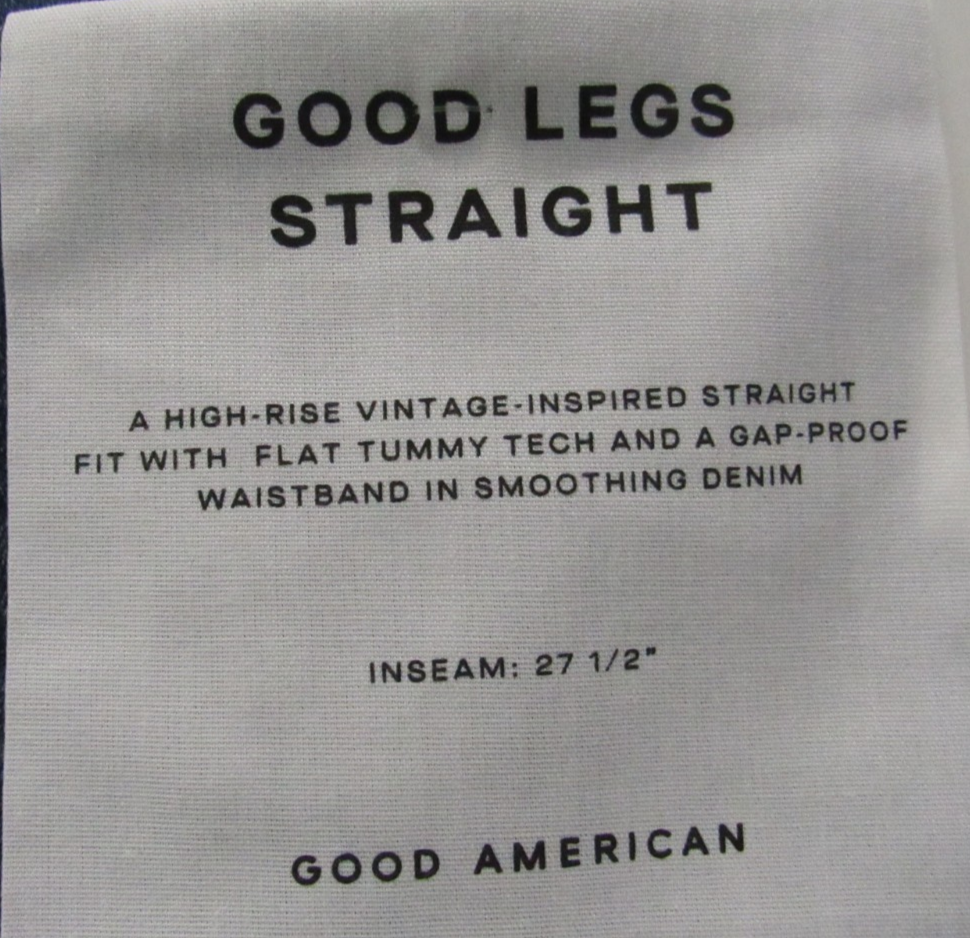 GOOD LEGS
STRAIGHT
A HIGH-RISE VINTAGE-INSPIRED STRAIGHT
FIT WITH FLAT TUMMY TECH AND A GAP-PROOF
WAISTBAND IN SMOOTHING DENIM
INSEAM: 27 1/2"
GOOD AMERICAN